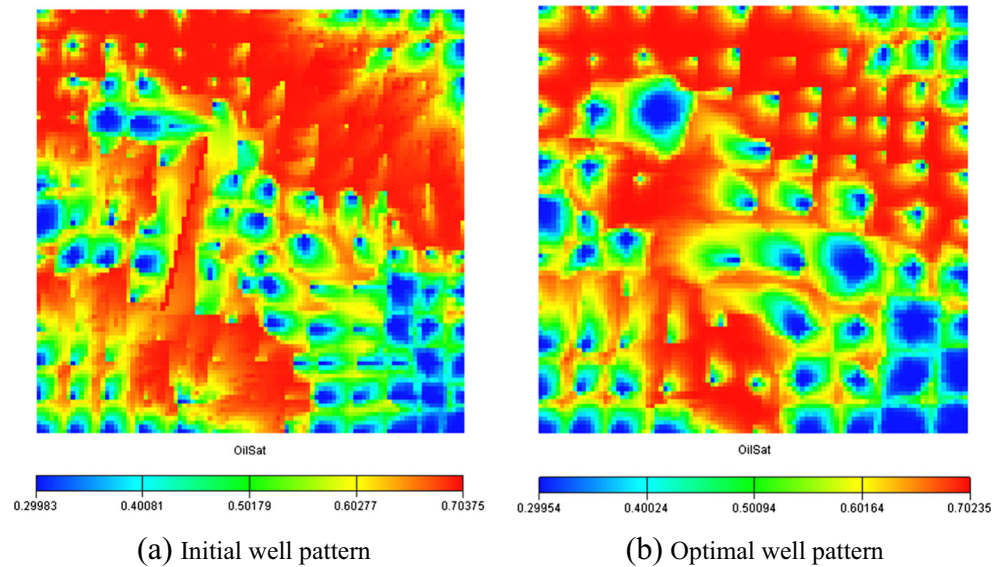 OilSat
OilSat
0.29983 0.40081 0.50179 0.60277 0.70375
0.29954 0.40024 0.50094 0.60164 0.70235
(a) Initial well pattern
(b) Optimal well pattern